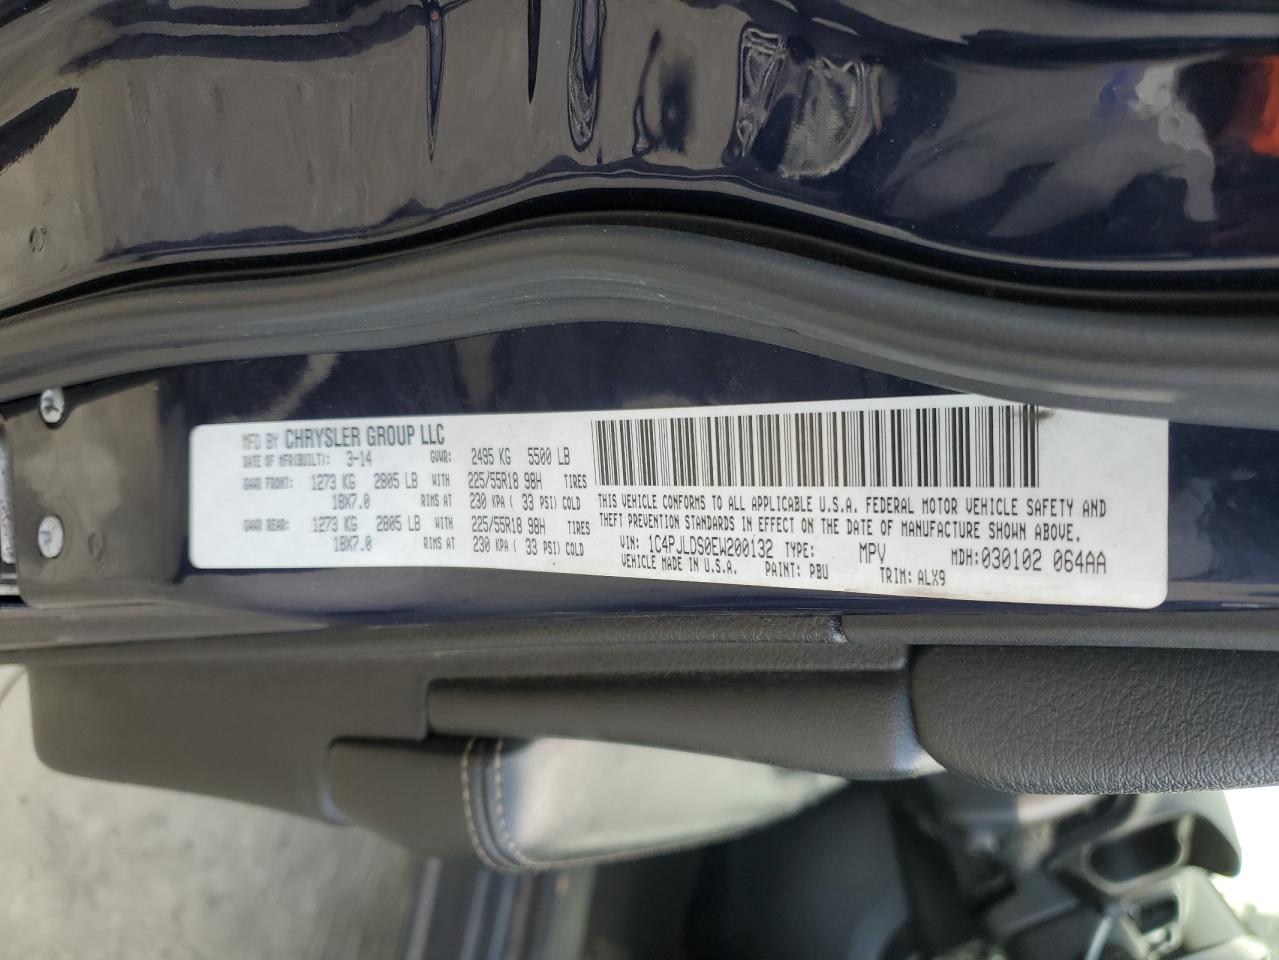 MFD BY CHRYSLER GROUP LLC
DATE OF MFR(BUILT): 3-14 GVWR: 2495 KG 5500 LB
GAWR FRONT: 1273 KG 2805 LB WITH 225/55R18 98H TIRES
18X7.0 RIMS AT 230 KPA ( 33 PSI) COLD
GAWR REAR: 1273 KG 2805 LB WITH 225/55R18 98H TIRES
18X7.0 RIMS AT 230 KPA ( 33 PSI) COLD
THIS VEHICLE CONFORMS TO ALL APPLICABLE U.S.A. FEDERAL MOTOR VEHICLE SAFETY AND
THEFT PREVENTION STANDARDS IN EFFECT ON THE DATE OF MANUFACTURE SHOWN ABOVE.
VIN: 1C4PJLDS0EW200132 TYPE: MPV MDH: 030102 064AA
VEHICLE MADE IN U.S.A. PAINT: PBU TRIM: ALX9